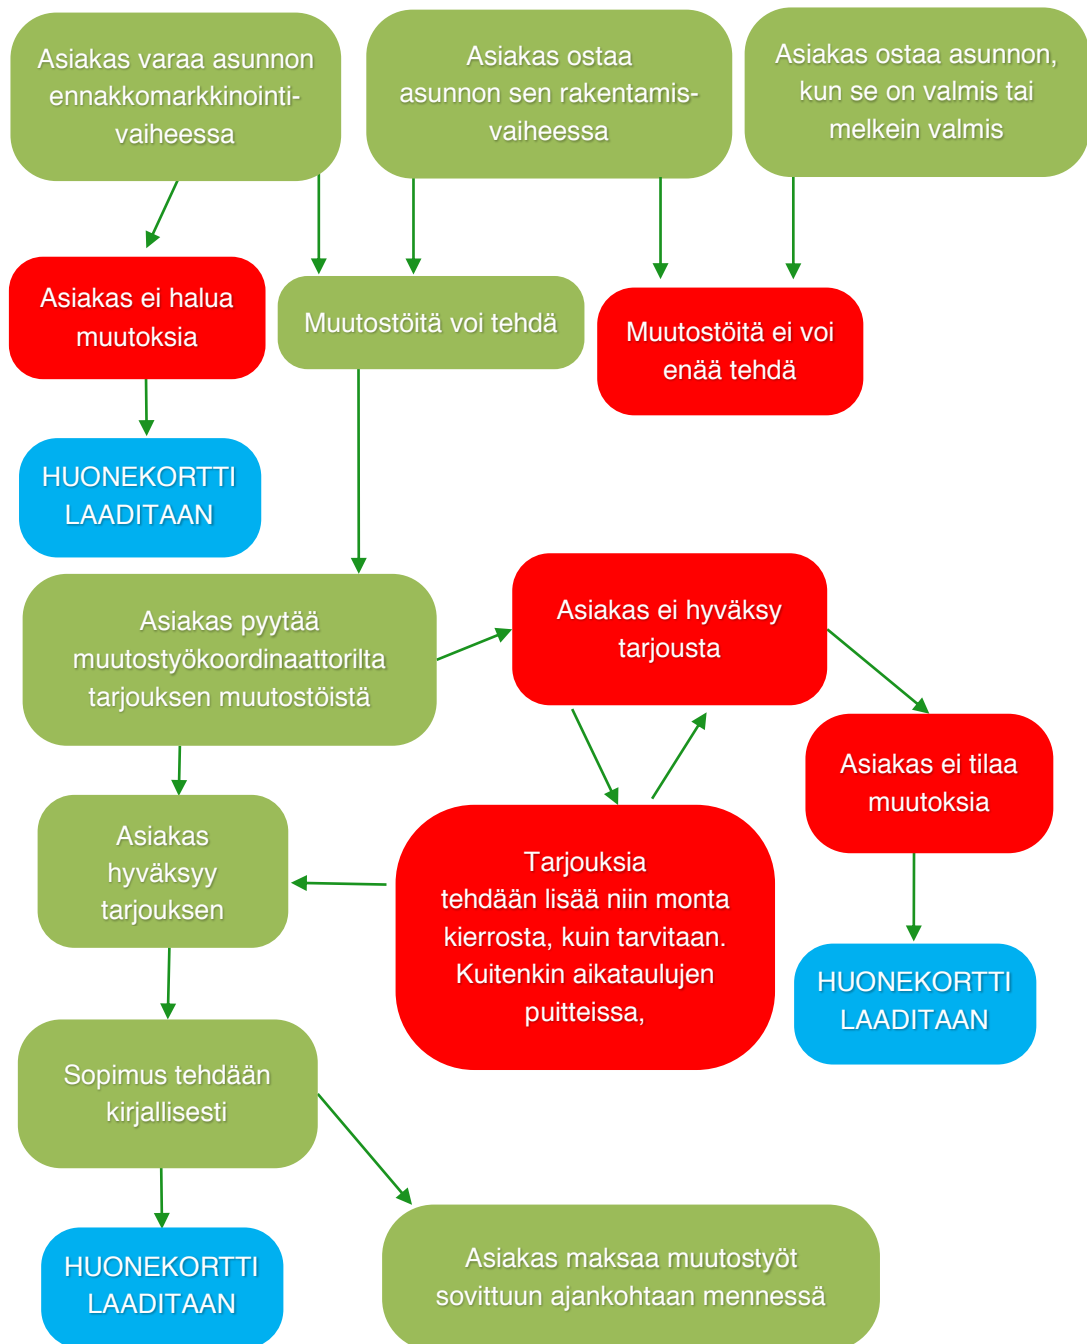 Asiakas varaa asunnon
ennakkomarkkinointi-
vaiheessa
Asiakas ostaa
asunnon sen rakentamis-
vaiheessa
Asiakas ostaa asunnon,
kun se on valmis tai
melkein valmis
Asiakas ei halua
muutoksia
Muutostöitä voi tehdä
Muutostöitä ei voi
enää tehdä
HUONEKORTTI
LAADITAAN
Asiakas pyytää
muutostyökoordinaattorilta
tarjouksen muutostöistä
Asiakas ei hyväksy
tarjousta
Asiakas ei tilaa
muutoksia
Asiakas
hyväksyy
tarjouksen
Tarjouksia
tehdään lisää niin monta
kierrosta, kuin tarvitaan.
Kuitenkin aikataulujen
puitteissa,
HUONEKORTTI
LAADITAAN
Sopimus tehdään
kirjallisesti
HUONEKORTTI
LAADITAAN
Asiakas maksaa muutostyöt
sovittuun ajankohtaan mennessä